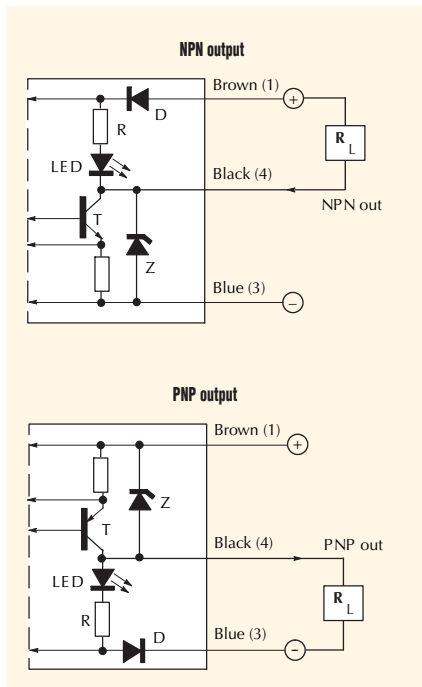 NPN output
Brown (1)
+
D
R
R L
LED
Black (4)
NPN out
T
Z
Blue (3)
−
PNP output
Brown (1)
+
Z
T
Black (4)
PNP out
LED
R L
R
D
Blue (3)
-